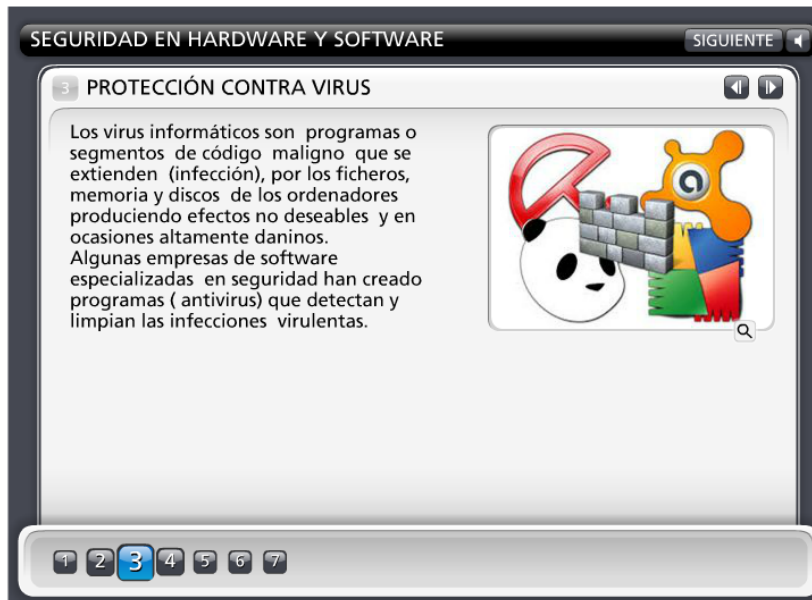 SEGURIDAD EN HARDWARE Y SOFTWARE
SIGUIENTE
3 PROTECCIÓN CONTRA VIRUS
Los virus informáticos son programas o
segmentos de código maligno que se
extienden (infección), por los ficheros,
memoria y discos de los ordenadores
produciendo efectos no deseables y en
ocasiones altamente daninos.
Algunas empresas de software
especializadas en seguridad han creado
programas ( antivirus) que detectan y
limpian las infecciones virulentas.
a
1 2 3 4 5 6 7